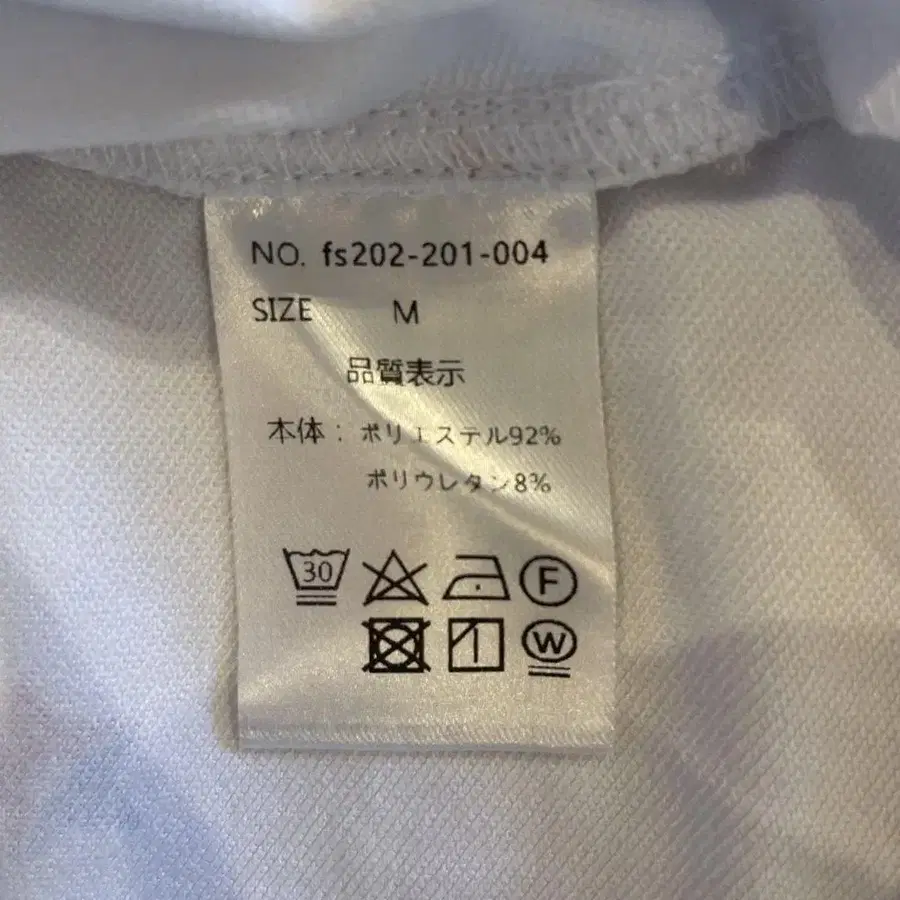 NO. fs202-201-004
SIZE M
品質表示
本体：ポリエステル92%
ポリウレタン8%
30 F
W